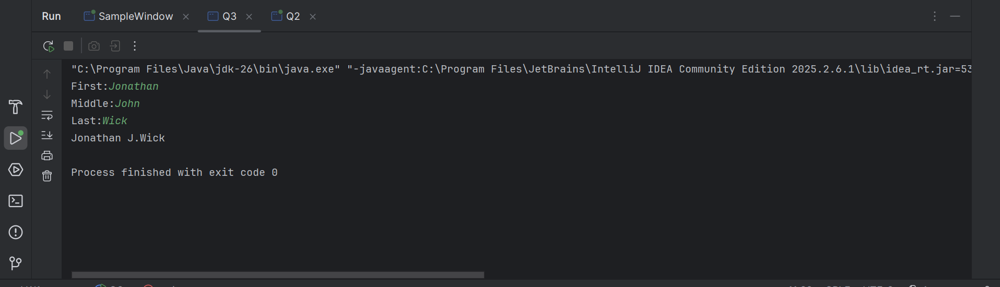 Run SampleWindow Q3 Q2
"C:\Program Files\Java\jdk-26\bin\java.exe" "-javaagent:C:\Program Files\JetBrains\IntelliJ IDEA Community Edition 2025.2.6.1\lib\idea_rt.jar=53
First:Jonathan
Middle:John
Last:Wick
Jonathan J.Wick
Process finished with exit code 0